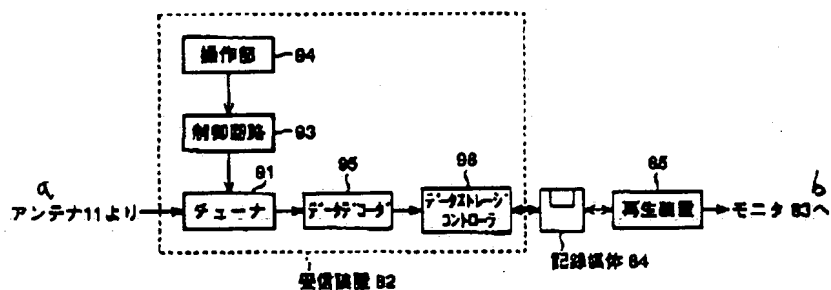 操作部
94
制御回路
93
a
アンテナ11より
91
チューナ
95
データデコーダ
96
データストレージ
コントローラ
65
再生装置
b
モニタ 83へ
記録媒体 64
受信装置 62